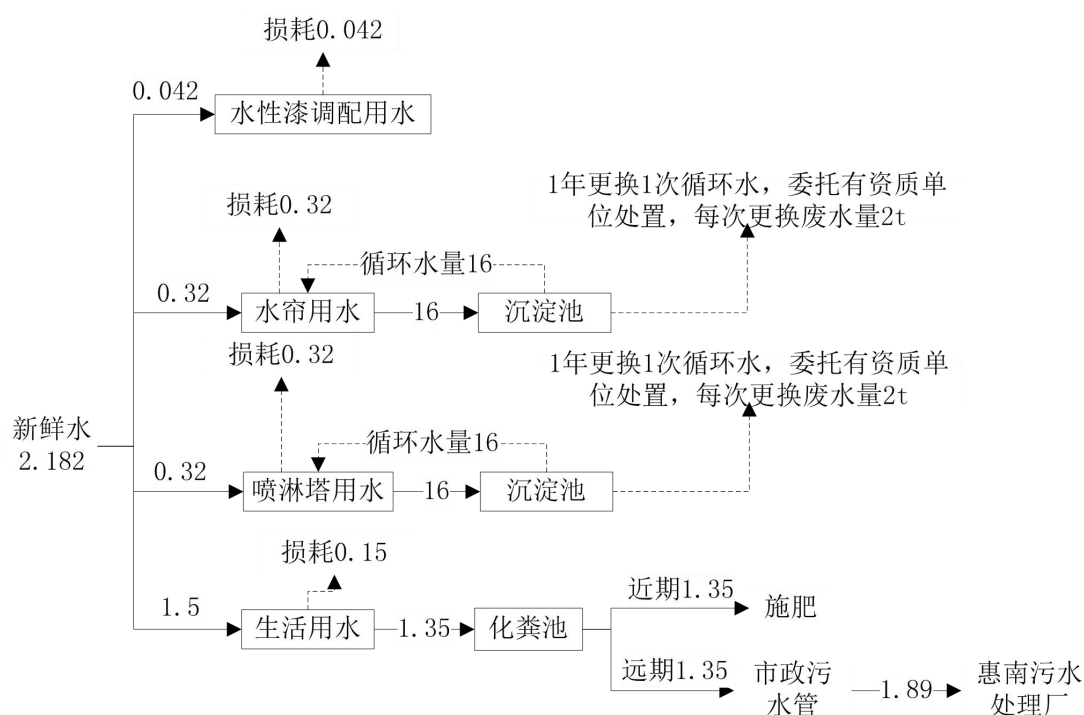 损耗0.042
0.042
水性漆调配用水
1年更换1次循环水，委托有资质单
位处置，每次更换废水量2t
损耗0.32
循环水量16
0.32
水帘用水
16
沉淀池
损耗0.32
1年更换1次循环水，委托有资质单
位处置，每次更换废水量2t
新鲜水
2.182
循环水量16
0.32
喷淋塔用水
16
沉淀池
损耗0.15
1.5
生活用水
1.35
化粪池
近期1.35
施肥
远期1.35
市政污
水管
1.89
惠南污水
处理厂